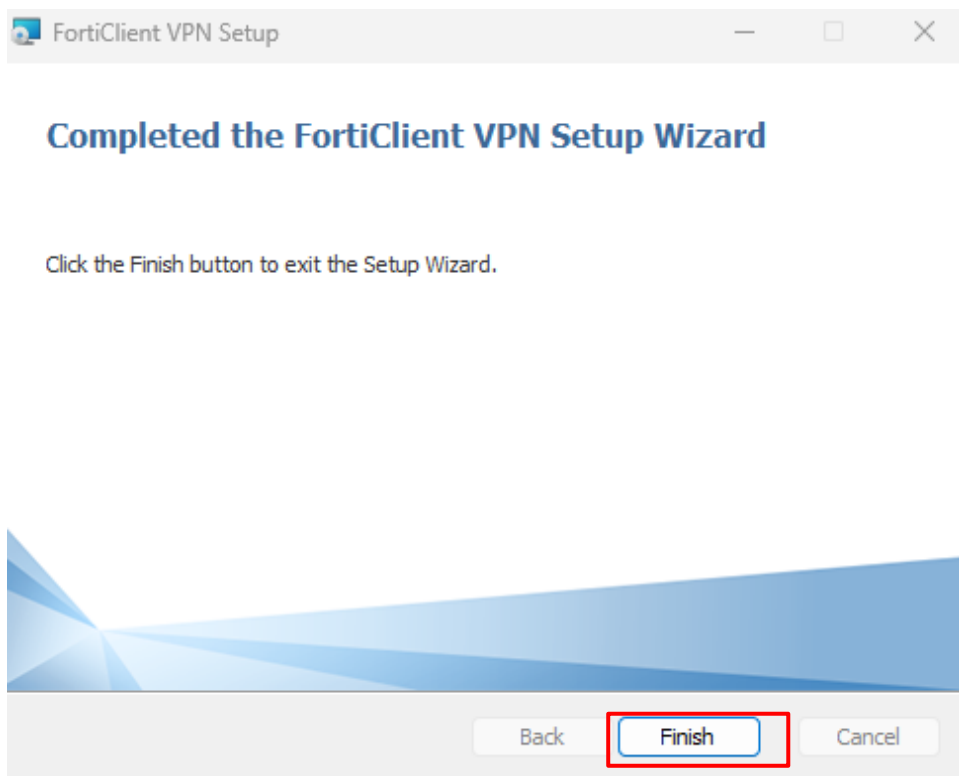 FortiClient VPN Setup
Completed the FortiClient VPN Setup Wizard
Click the Finish button to exit the Setup Wizard.
Back Finish Cancel